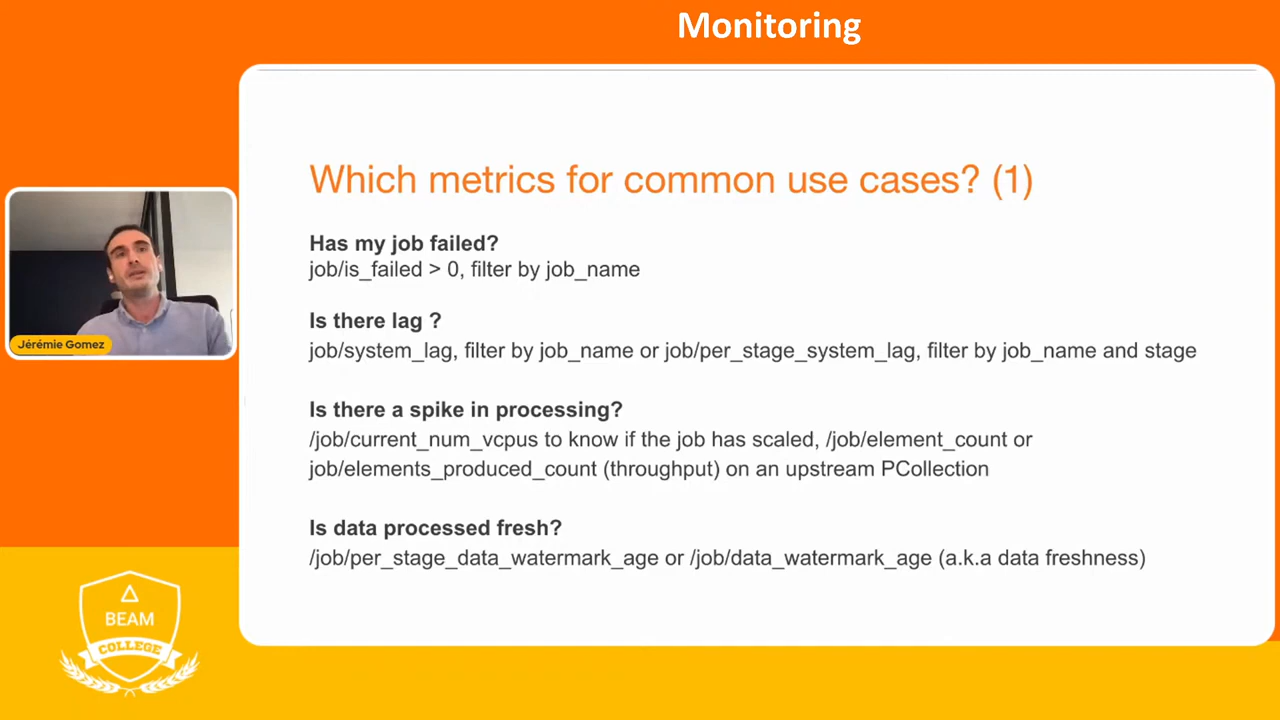 Monitoring
Which metrics for common use cases? (1)
Has my job failed?
job/is_failed > 0, filter by job_name
Is there lag ?
job/system_lag, filter by job_name or job/per_stage_system_lag, filter by job_name and stage
Is there a spike in processing?
/job/current_num_vcpus to know if the job has scaled, /job/element_count or
job/elements_produced_count (throughput) on an upstream PCollection
Is data processed fresh?
/job/per_stage_data_watermark_age or /job/data_watermark_age (a.k.a data freshness)
Jérémie Gomez
BEAM
COLLEGE